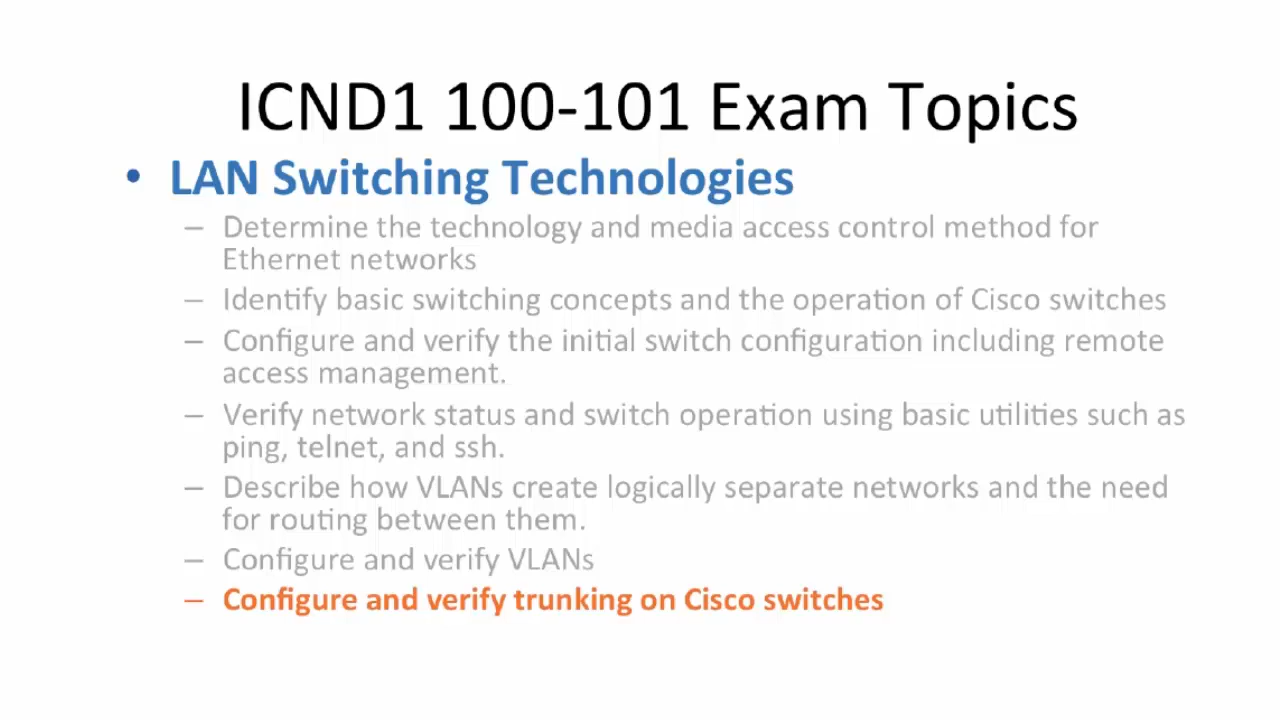 ICND1 100-101 Exam Topics
• LAN Switching Technologies
– Determine the technology and media access control method for
Ethernet networks
– Identify basic switching concepts and the operation of Cisco switches
– Configure and verify the initial switch configuration including remote
access management.
– Verify network status and switch operation using basic utilities such as
ping, telnet, and ssh.
– Describe how VLANs create logically separate networks and the need
for routing between them.
– Configure and verify VLANs
– Configure and verify trunking on Cisco switches